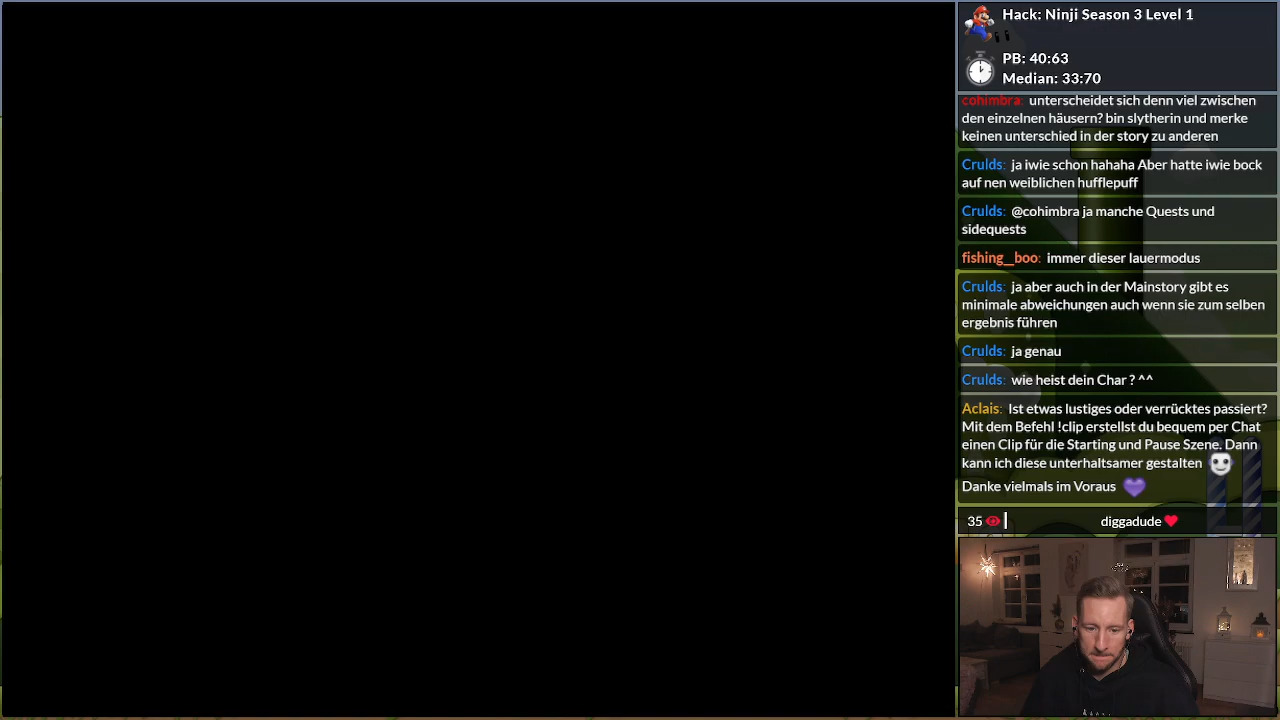 Hack: Ninji Season 3 Level 1
PB: 40:63
Median: 33:70
cohimbra: unterscheidet sich denn viel zwischen
den einzelnen häusern? bin slytherin und merke
keinen unterschied in der story zu anderen
Crulds: ja iwie schon hahaha Aber hatte iwie bock
auf nen weiblichen hufflepuff
Crulds: @cohimbra ja manche Quests und
sidequests
fishing__boo: immer dieser lauermodus
Crulds: ja aber auch in der Mainstory gibt es
minimale abweichungen auch wenn sie zum selben
ergebnis führen
Crulds: ja genau
Crulds: wie heist dein Char ? ^^
Aclais: Ist etwas lustiges oder verrücktes passiert?
Mit dem Befehl !clip erstellst du bequem per Chat
einen Clip für die Starting und Pause Szene. Dann
kann ich diese unterhaltsamer gestalten
Danke vielmals im Voraus
35 diggadude